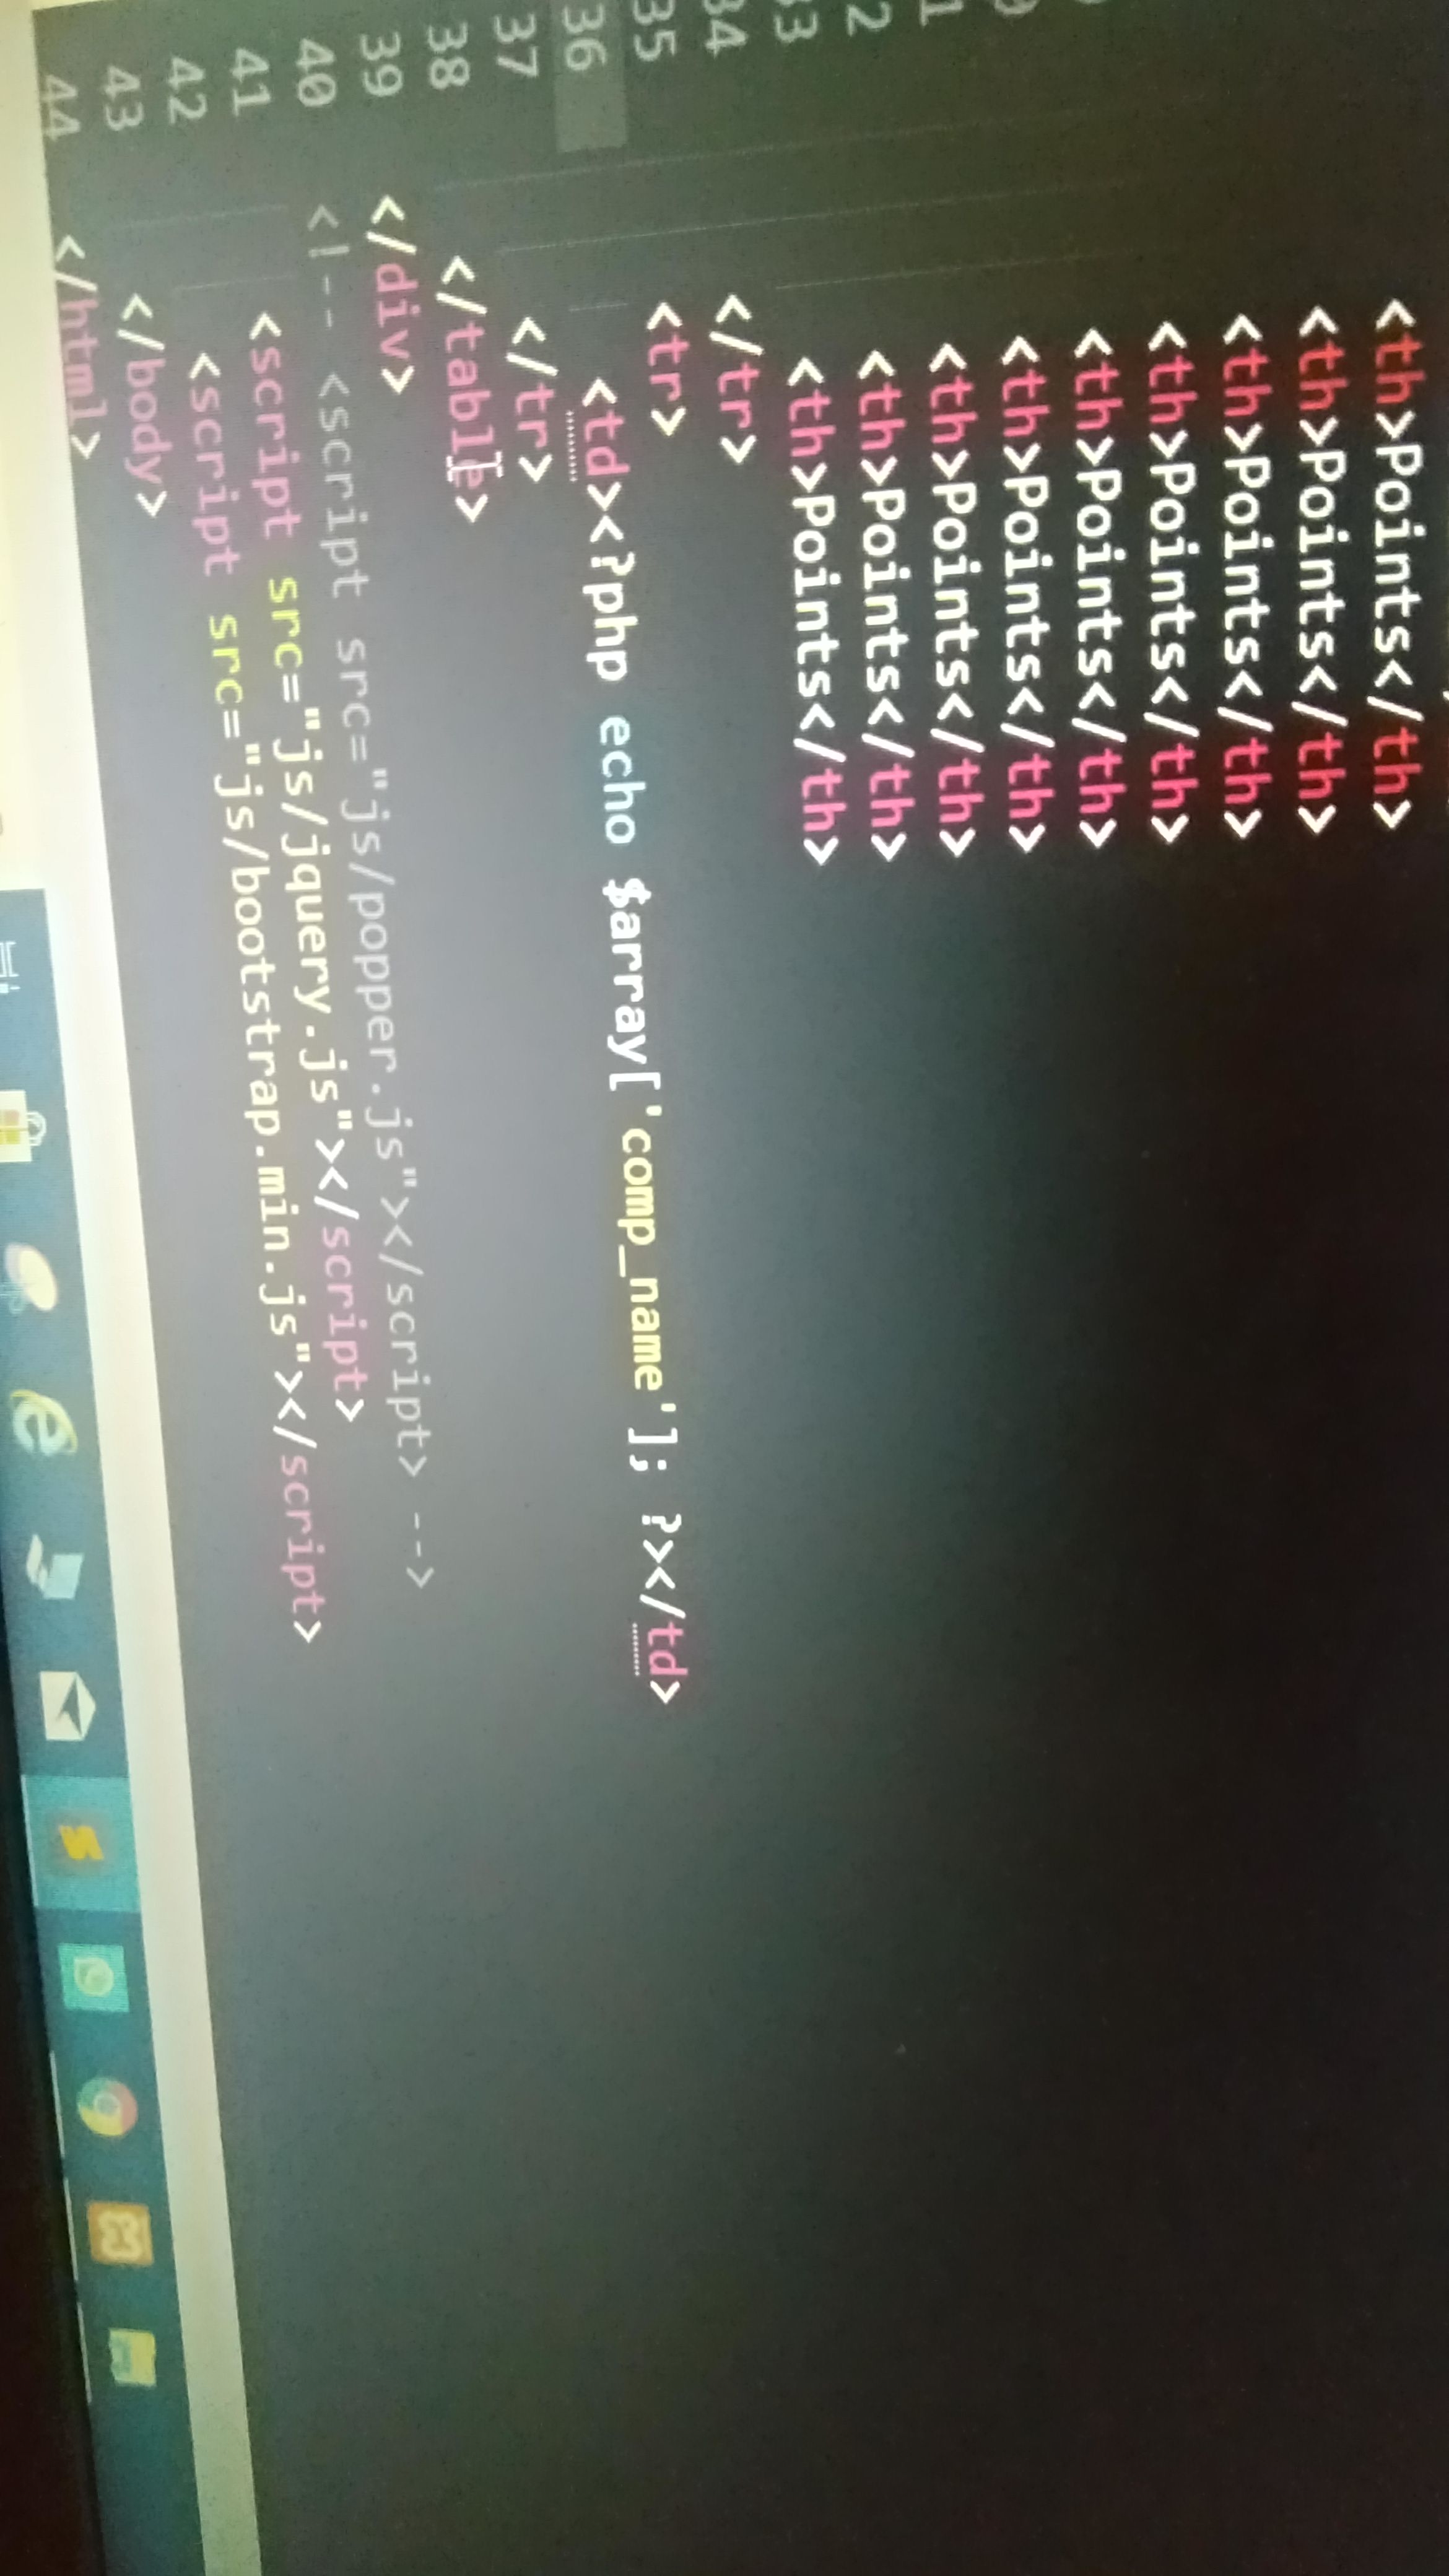 <th>Points</th>
<th>Points</th>
<th>Points</th>
<th>Points</th>
<th>Points</th>
<th>Points</th>
<th>Points</th>
<th>Points</th>
33 <th>Points</th>
34 </tr>
35 <tr>
36 <td><?php echo $array['comp_name']; ?></td>
37 </tr>
38 </table>
39 </div>
40 <!-- <script src="js/popper.js"></script> -->
41 <script src="js/jquery.js"></script>
42 <script src="js/bootstrap.min.js"></script>
43 </body>
44 </html>